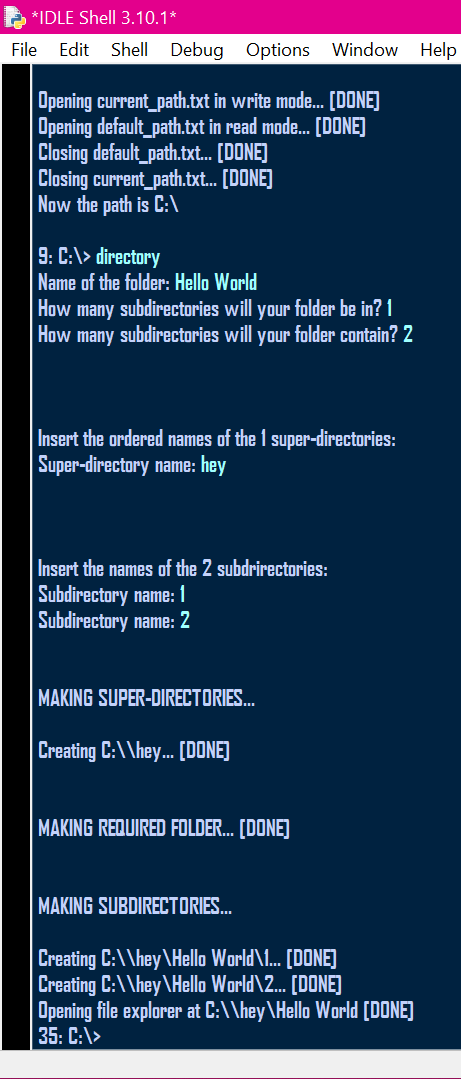 *IDLE Shell 3.10.1*
File Edit Shell Debug Options Window Help
Opening current_path.txt in write mode... [DONE]
Opening default_path.txt in read mode... [DONE]
Closing default_path.txt... [DONE]
Closing current_path.txt... [DONE]
Now the path is C:\
9: C:\> directory
Name of the folder: Hello World
How many subdirectories will your folder be in? 1
How many subdirectories will your folder contain? 2
Insert the ordered names of the 1 super-directories:
Super-directory name: hey
Insert the names of the 2 subdrirectories:
Subdirectory name: 1
Subdirectory name: 2
MAKING SUPER-DIRECTORIES...
Creating C:\\hey... [DONE]
MAKING REQUIRED FOLDER... [DONE]
MAKING SUBDIRECTORIES...
Creating C:\\hey\Hello World\1... [DONE]
Creating C:\\hey\Hello World\2... [DONE]
Opening file explorer at C:\\hey\Hello World [DONE]
35: C:\>